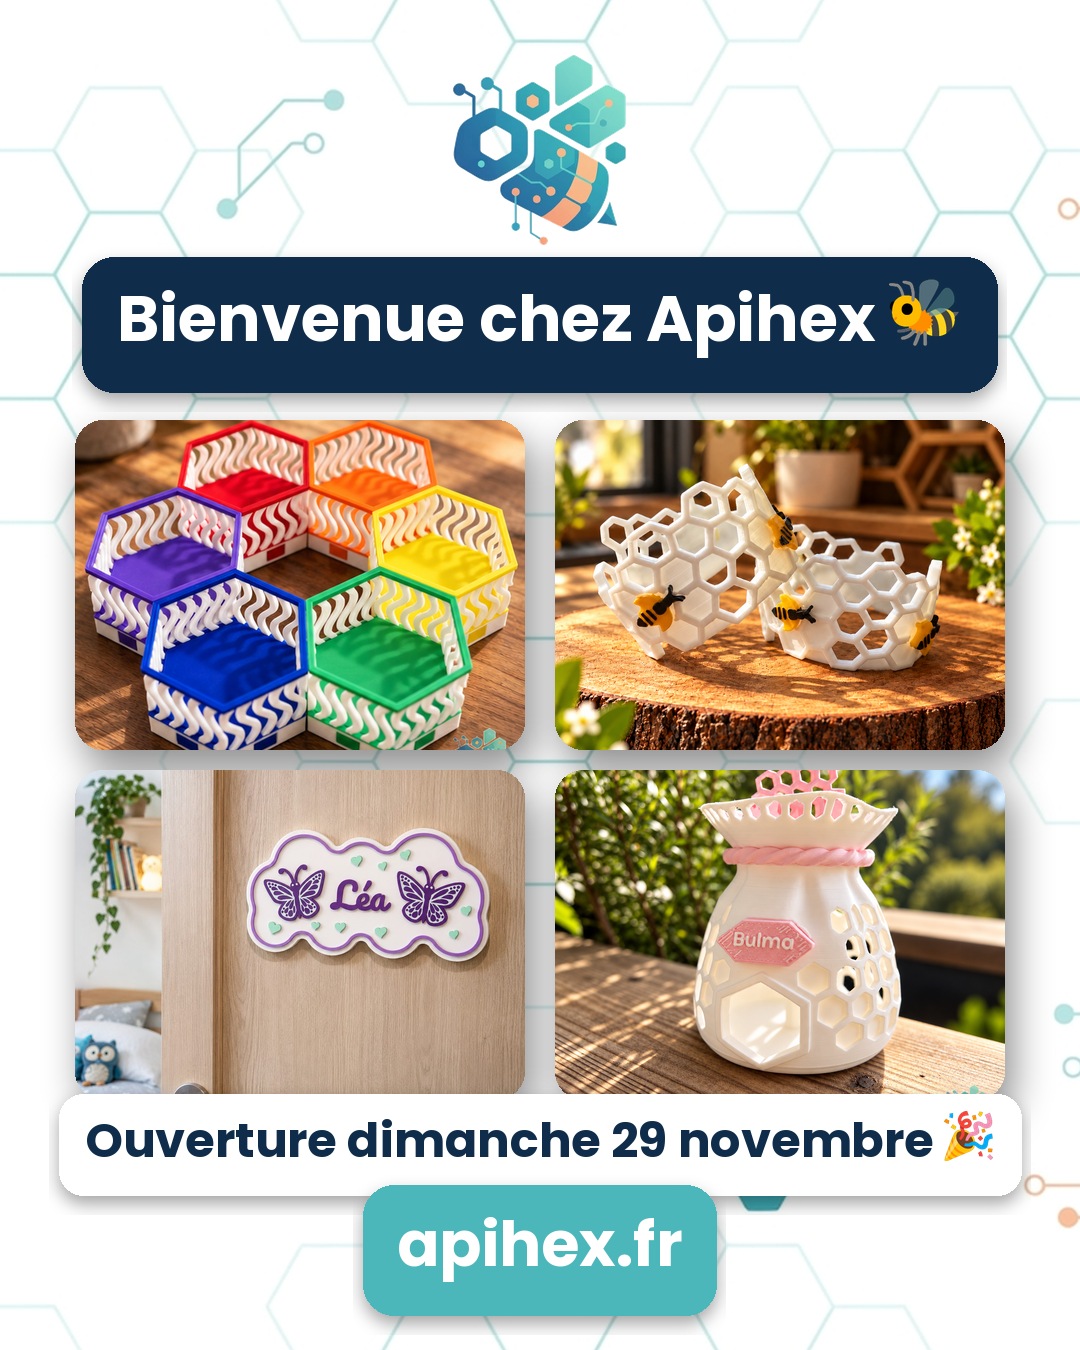 Bienvenue chez Apihex 🐝
Léa
Bulma
Ouverture dimanche 29 novembre 🎉
apihex.fr